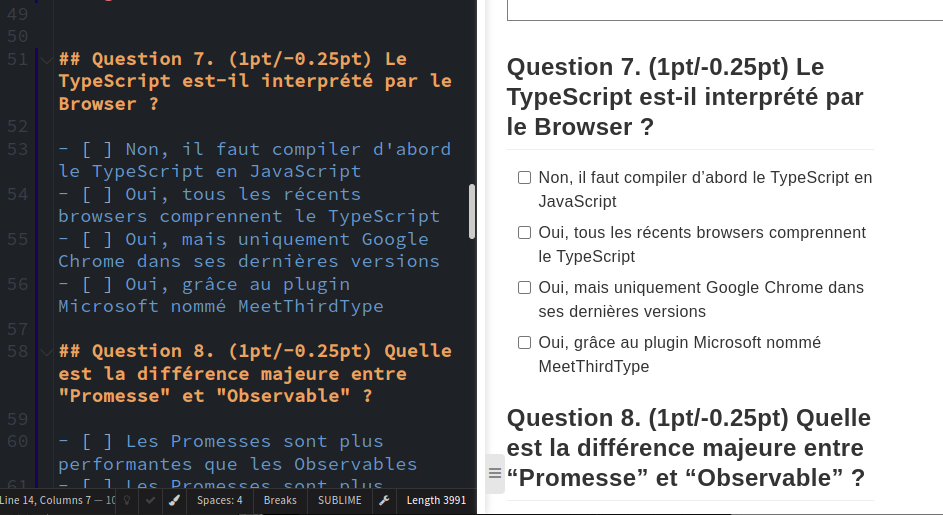 49
50
51 ## Question 7. (1pt/-0.25pt) Le
TypeScript est-il interprété par le
Browser ?
52
53 - [ ] Non, il faut compiler d'abord
le TypeScript en JavaScript
54 - [ ] Oui, tous les récents
browsers comprennent le TypeScript
55 - [ ] Oui, mais uniquement Google
Chrome dans ses dernières versions
56 - [ ] Oui, grâce au plugin
Microsoft nommé MeetThirdType
57
58 ## Question 8. (1pt/-0.25pt) Quelle
est la différence majeure entre
"Promesse" et "Observable" ?
59
60 - [ ] Les Promesses sont plus
performantes que les Observables
61 - [ ] Les Promesses sont plus
Line 14, Columns 7 — 10 Spaces: 4 Breaks SUBLIME Length 3991
Question 7. (1pt/-0.25pt) Le
TypeScript est-il interprété par
le Browser ?
Non, il faut compiler d’abord le TypeScript en
JavaScript
Oui, tous les récents browsers comprennent
le TypeScript
Oui, mais uniquement Google Chrome dans
ses dernières versions
Oui, grâce au plugin Microsoft nommé
MeetThirdType
Question 8. (1pt/-0.25pt) Quelle
est la différence majeure entre
“Promesse” et “Observable” ?